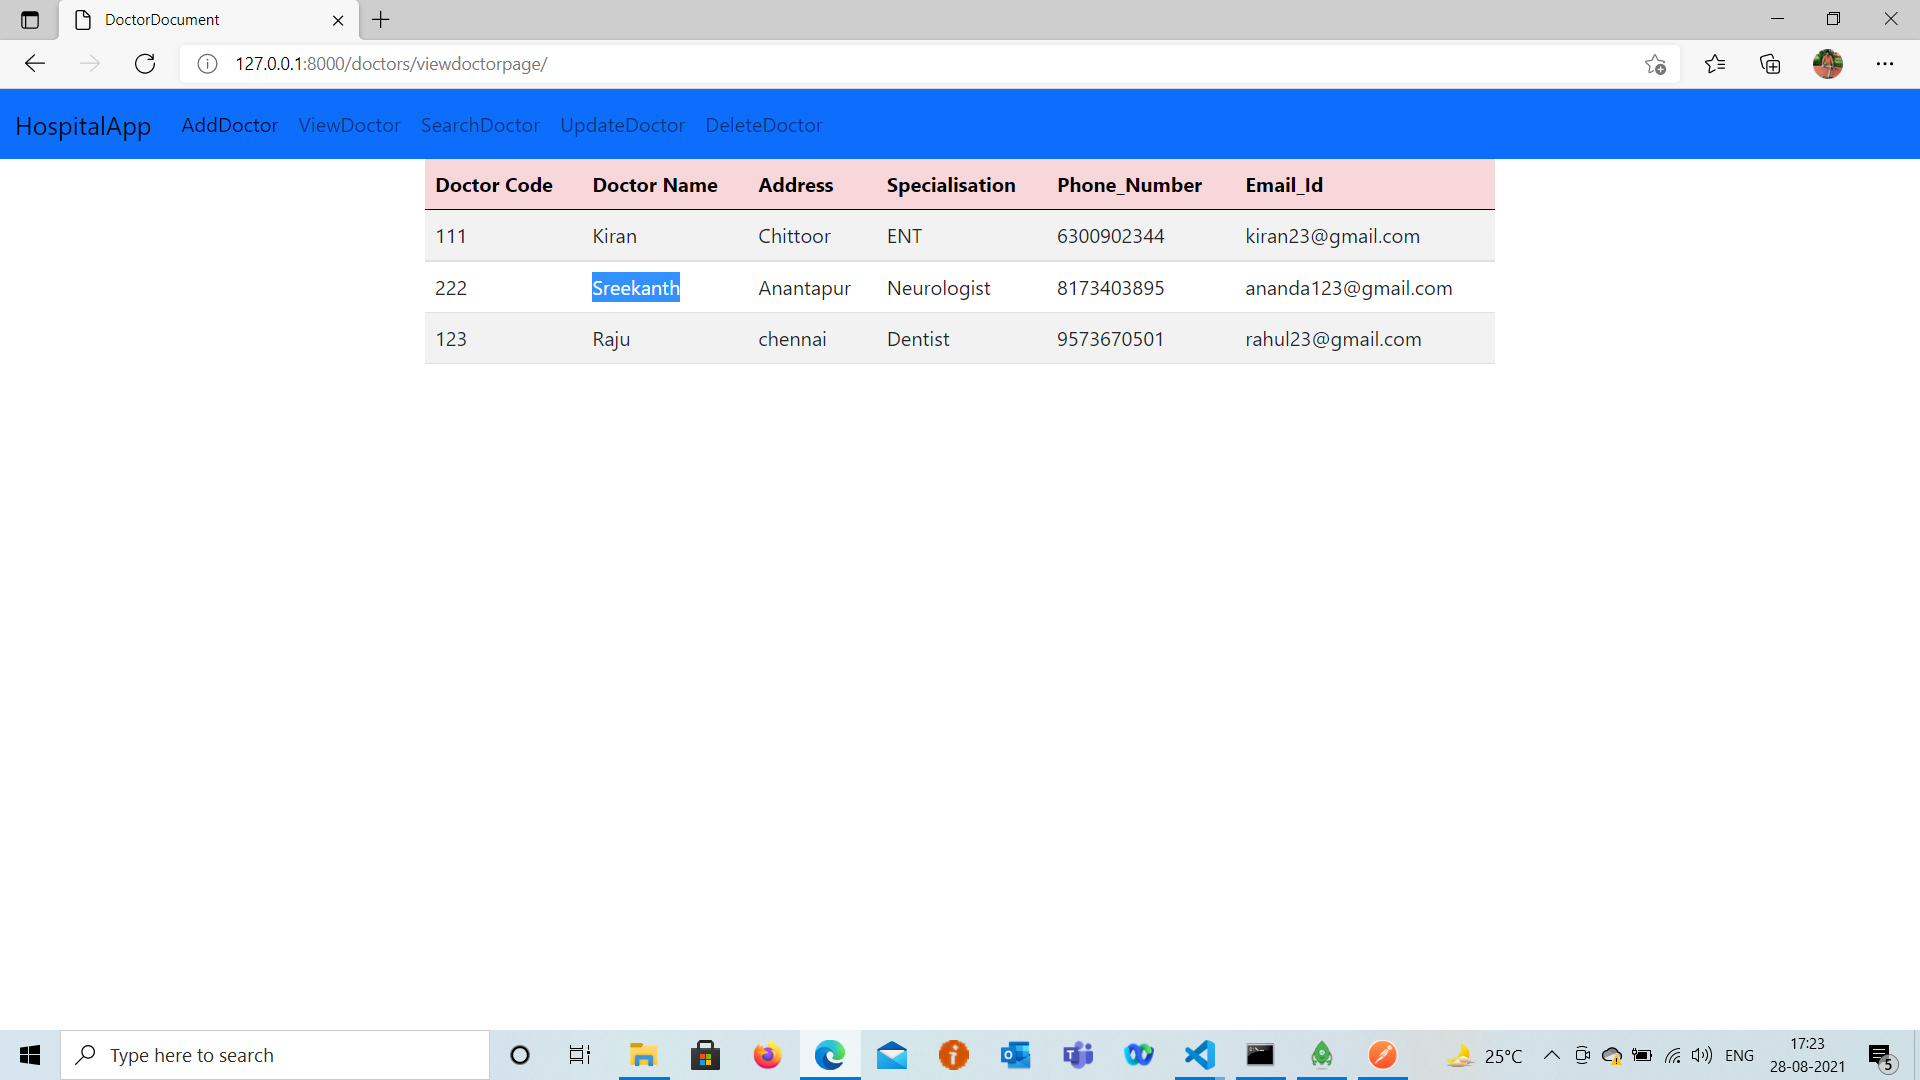 DoctorDocument
127.0.0.1:8000/doctors/viewdoctorpage/
HospitalApp AddDoctor ViewDoctor SearchDoctor UpdateDoctor DeleteDoctor
Doctor Code Doctor Name Address Specialisation Phone_Number Email_Id
111 Kiran Chittoor ENT 6300902344 kiran23@gmail.com
222 Sreekanth Anantapur Neurologist 8173403895 ananda123@gmail.com
123 Raju chennai Dentist 9573670501 rahul23@gmail.com
Type here to search
25°C
ENG
17:23
28-08-2021
5